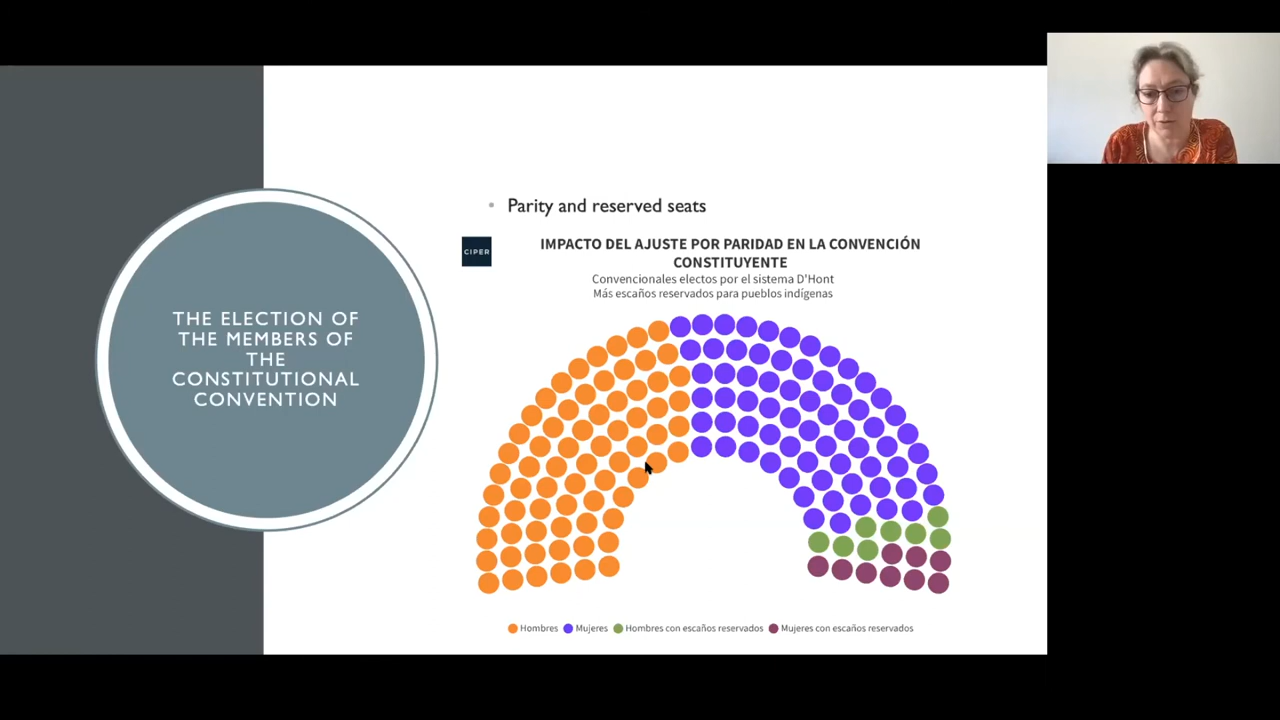 THE ELECTION OF
THE MEMBERS OF
THE
CONSTITUTIONAL
CONVENTION
• Parity and reserved seats
CIPER
IMPACTO DEL AJUSTE POR PARIDAD EN LA CONVENCIÓN
CONSTITUYENTE
Convencionales electos por el sistema D'Hont
Más escaños reservados para pueblos indígenas
Hombres Mujeres Hombres con escaños reservados Mujeres con escaños reservados